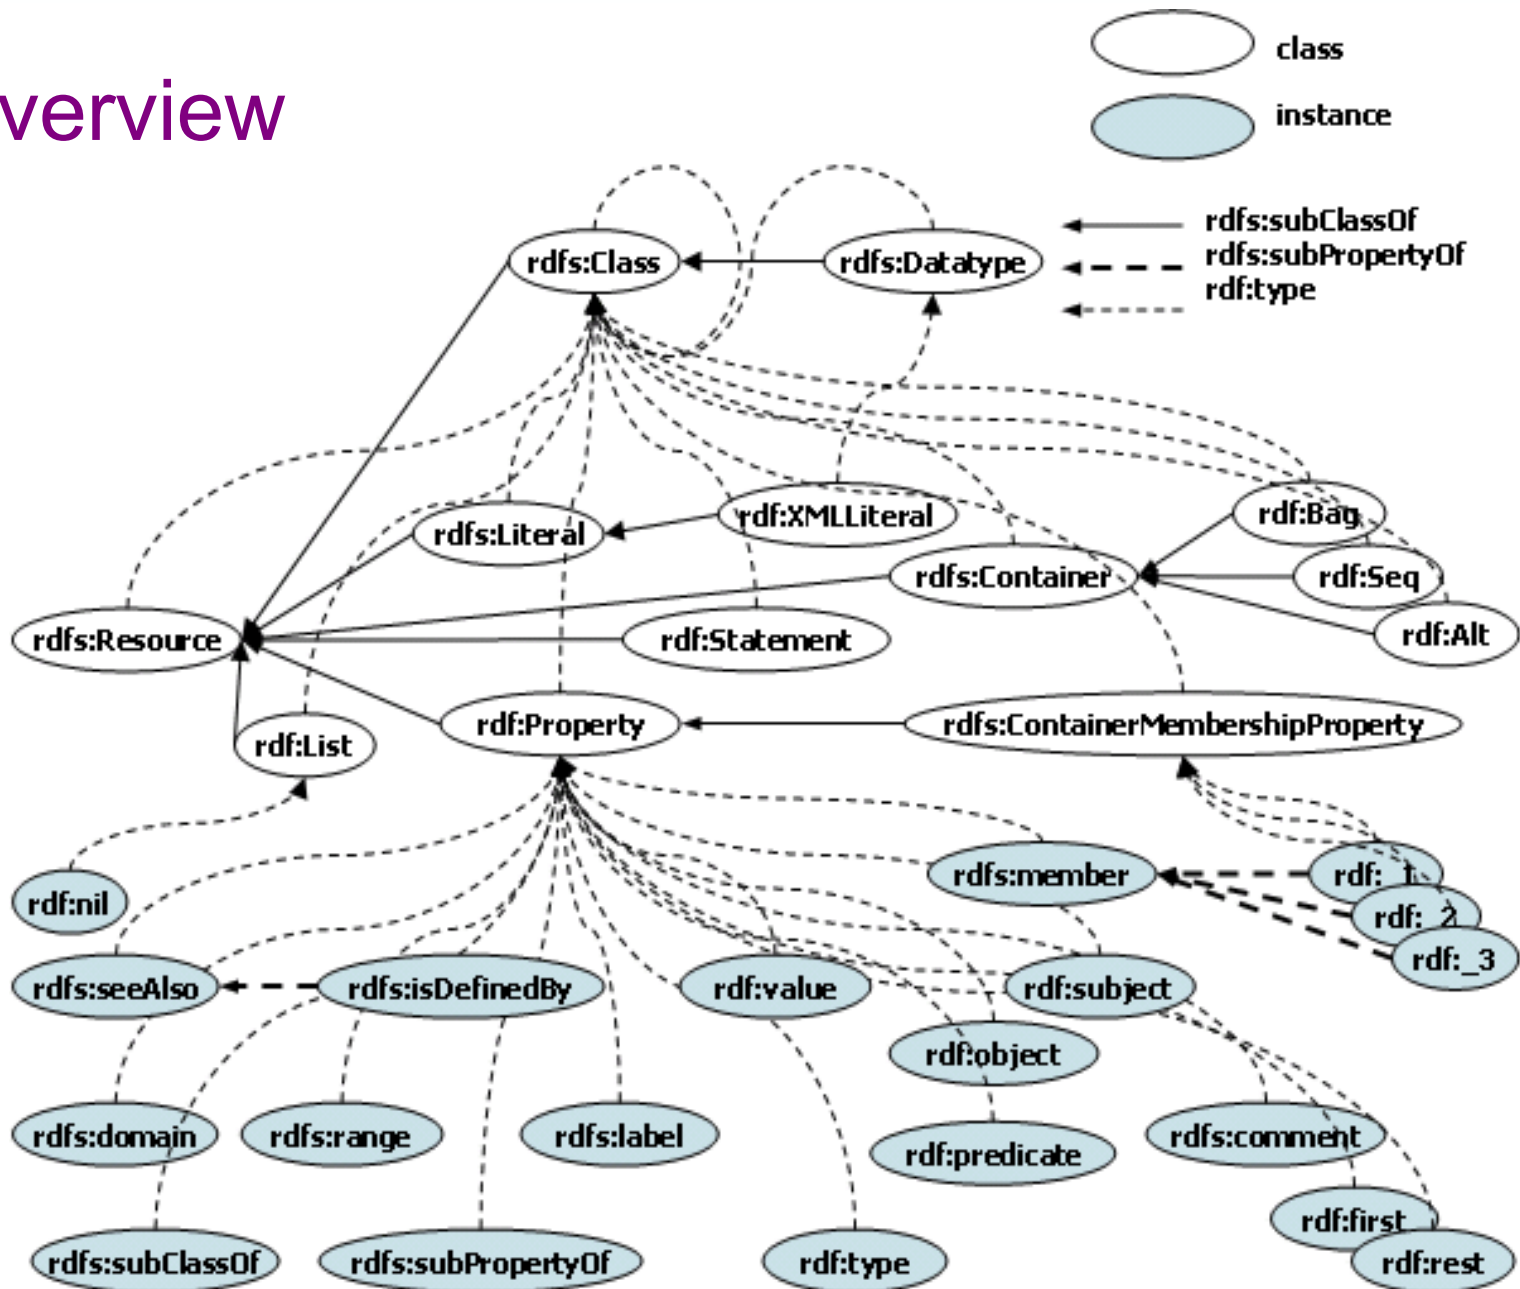 verview
class
instance
rdfs:subClassOf
rdfs:subPropertyOf
rdf:type
rdfs:Class
rdfs:Datatype
rdfs:Literal
rdf:XMLLiteral
rdf:Bag
rdfs:Container
rdf:Seq
rdfs:Resource
rdf:Statement
rdf:Alt
rdf:List
rdf:Property
rdfs:ContainerMembershipProperty
rdf:nil
rdfs:member
rdf:_1
rdf:_2
rdf:_3
rdfs:seeAlso
rdfs:isDefinedBy
rdf:value
rdf:subject
rdf:object
rdfs:domain
rdfs:range
rdfs:label
rdf:predicate
rdfs:comment
rdf:first
rdfs:subClassOf
rdfs:subPropertyOf
rdf:type
rdf:rest